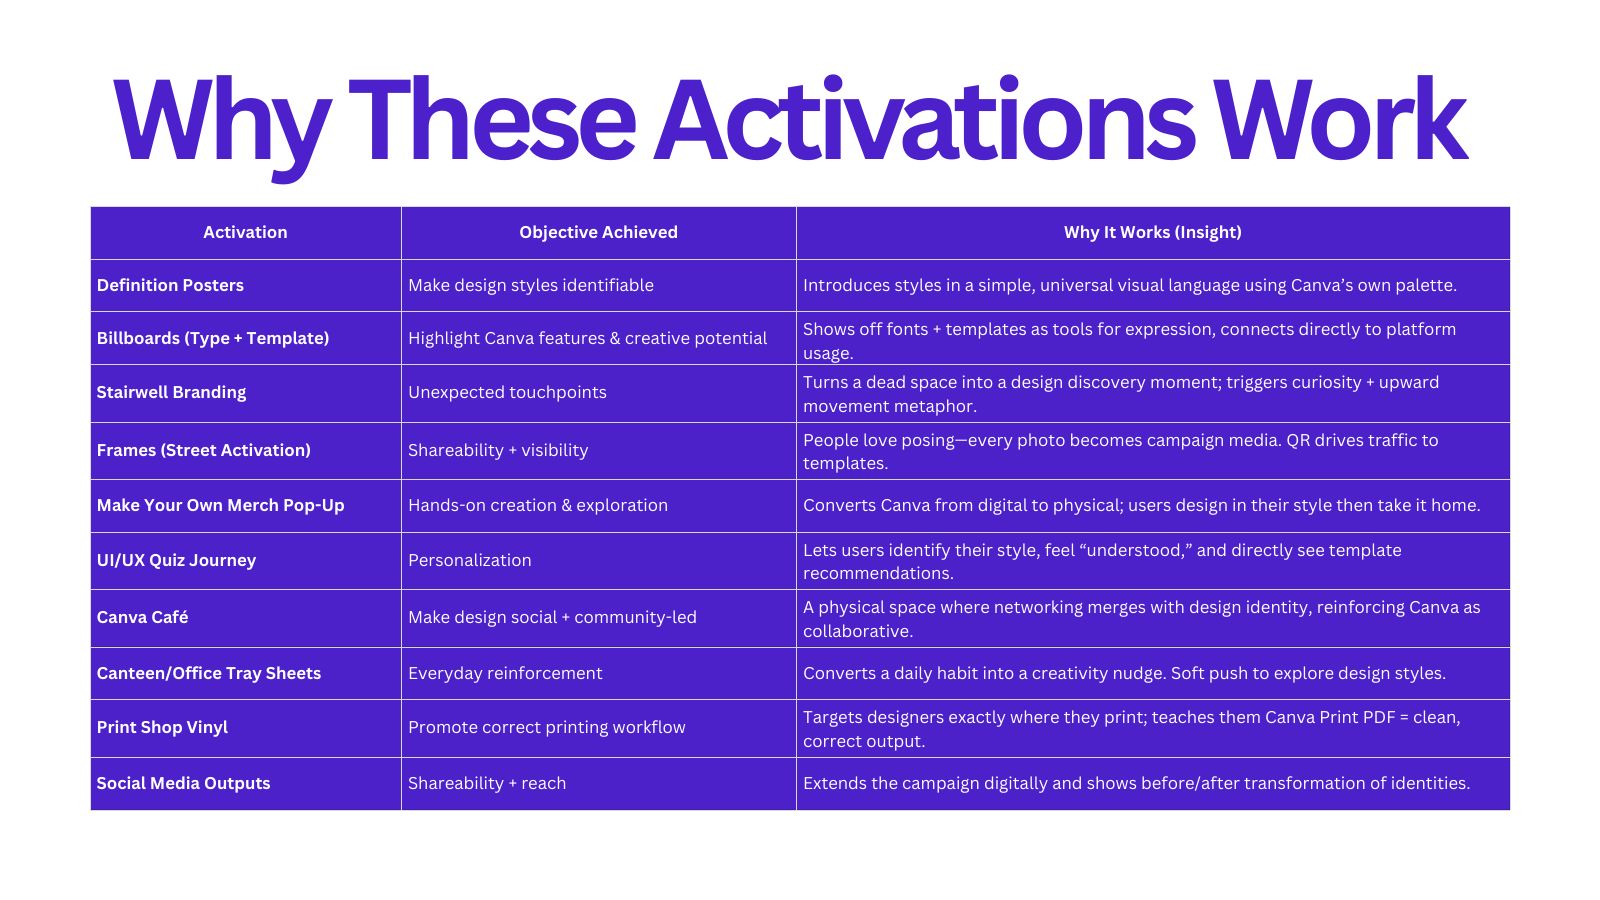 Why These Activations Work
Activation
Objective Achieved
Why It Works (Insight)
Definition Posters
Make design styles identifiable
Introduces styles in a simple, universal visual language using Canva’s own palette.
Billboards (Type + Template)
Highlight Canva features & creative potential
Shows off fonts + templates as tools for expression, connects directly to platform
usage.
Stairwell Branding
Unexpected touchpoints
Turns a dead space into a design discovery moment; triggers curiosity + upward
movement metaphor.
Frames (Street Activation)
Shareability + visibility
People love posing—every photo becomes campaign media. QR drives traffic to
templates.
Make Your Own Merch Pop-Up
Hands-on creation & exploration
Converts Canva from digital to physical; users design in their style then take it home.
UI/UX Quiz Journey
Personalization
Lets users identify their style, feel “understood,” and directly see template
recommendations.
Canva Café
Make design social + community-led
A physical space where networking merges with design identity, reinforcing Canva as
collaborative.
Canteen/Office Tray Sheets
Everyday reinforcement
Converts a daily habit into a creativity nudge. Soft push to explore design styles.
Print Shop Vinyl
Promote correct printing workflow
Targets designers exactly where they print; teaches them Canva Print PDF = clean,
correct output.
Social Media Outputs
Shareability + reach
Extends the campaign digitally and shows before/after transformation of identities.